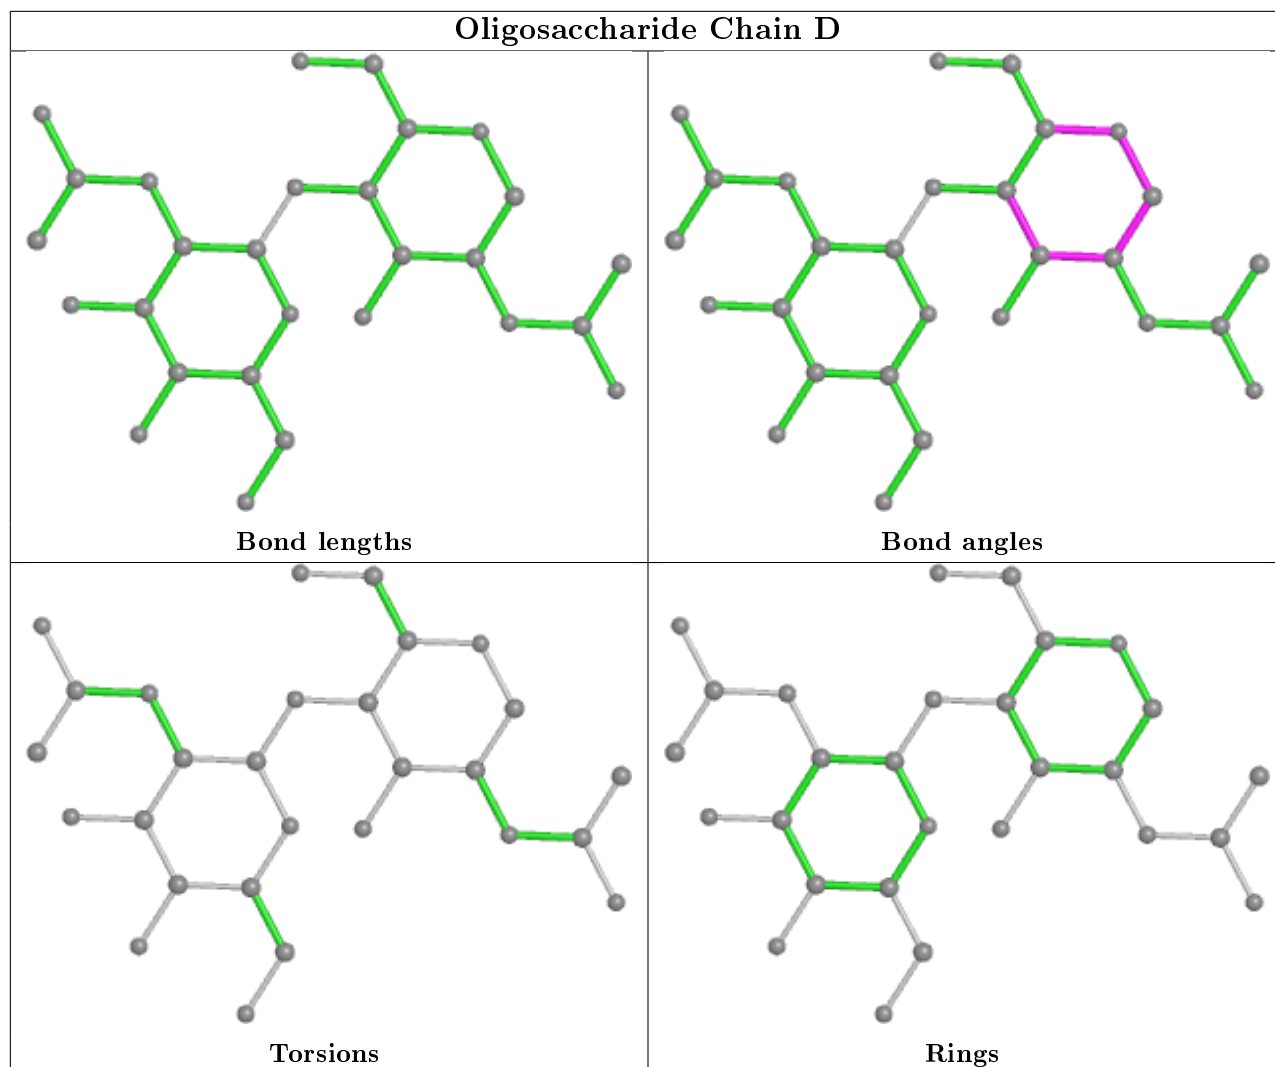 Oligosaccharide Chain D
Bond lengths
Bond angles
Torsions
Rings